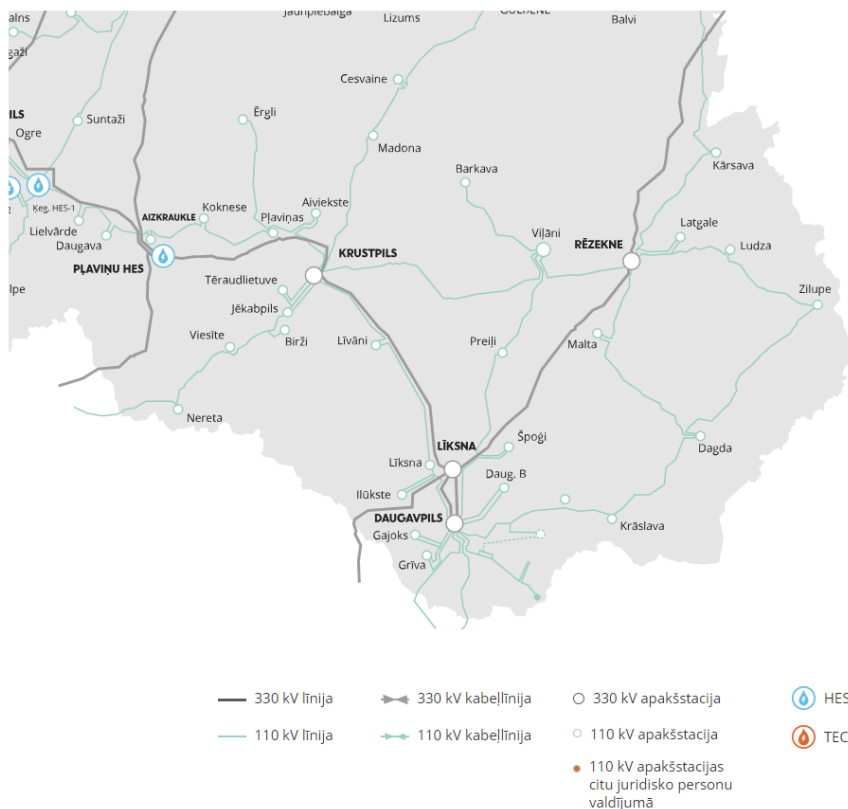 alns
Jaunpiebalga
Lizums
GULBENE
Balvi
gaži
Cesvaine
ILS
Ogre
Suntaži
Ērgli
Madona
Kārsava
Barkava
Ķeg. HES-1
Koknese
Aiviekste
AIZKRAUKLE
Pļaviņas
Lielvārde
Daugava
Viļāni
Latgale
RĒZEKNE
Ludza
KRUSTPILS
PĻAVIŅU HES
Tēraudlietuve
Zilupe
lpe
Jēkabpils
Viesīte
Birži
Līvāni
Preiļi
Malta
Nereta
Špoģi
LĪKSNA
Dagda
Līksna
Daug. B
Ilūkste
DAUGAVPILS
Krāslava
Gajoks
Grīva
330 kV līnija
330 kV kabeļlīnija
330 kV apakšstacija
HES
110 kV līnija
110 kV kabeļlīnija
110 kV apakšstacija
TEC
110 kV apakšstacijas
citu juridisko personu
valdījumā